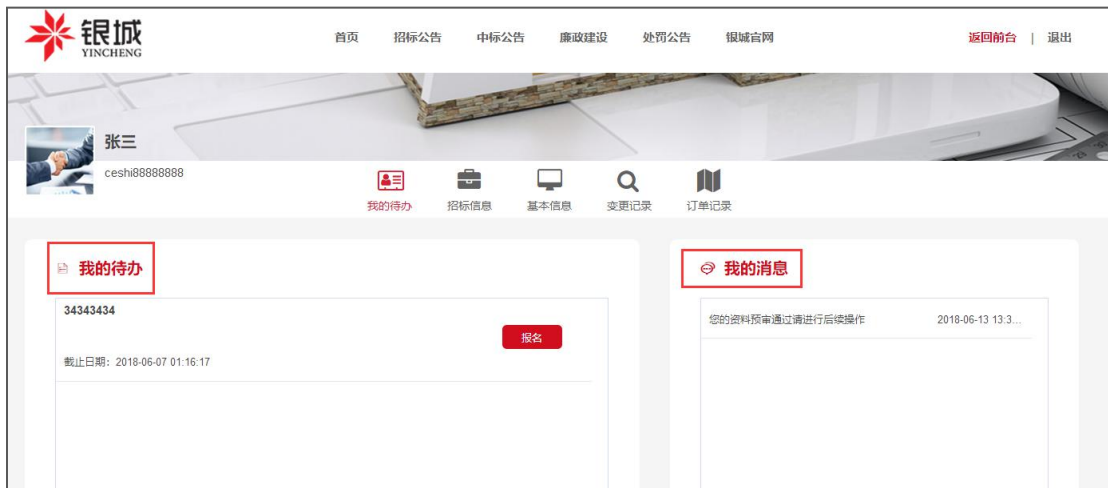 银城
YINCHENG
首页 招标公告 中标公告 廉政建设 处罚公告 银城官网 返回前台 | 退出
张三
ceshi88888888
我的待办 招标信息 基本信息 变更记录 订单记录
我的待办
34343434
报名
截止日期：2018-06-07 01:16:17
我的消息
您的资料预审通过请进行后续操作 2018-06-13 13:3...